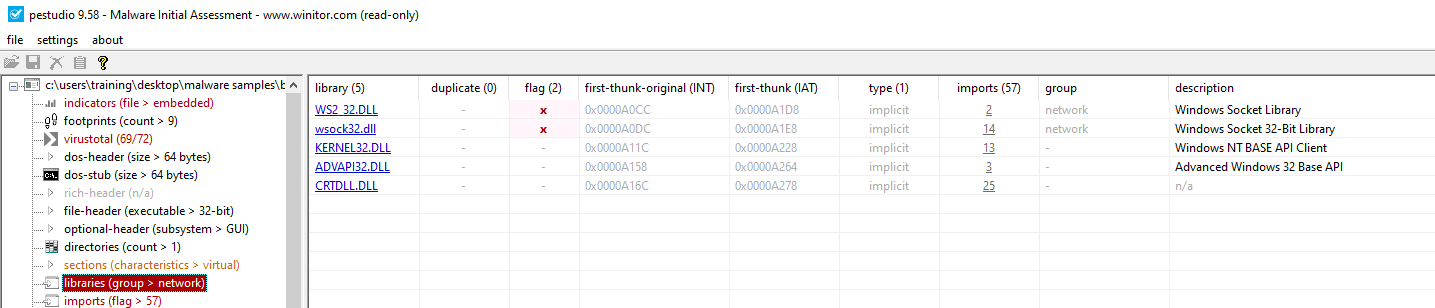 pestudio 9.58 - Malware Initial Assessment - www.winitor.com (read-only)
file settings about
c:\users\training\desktop\malware samples\b
indicators (file > embedded)
footprints (count > 9)
virustotal (69/72)
dos-header (size > 64 bytes)
dos-stub (size > 64 bytes)
rich-header (n/a)
file-header (executable > 32-bit)
optional-header (subsystem > GUI)
directories (count > 1)
sections (characteristics > virtual)
libraries (group > network)
imports (flag > 57)
library (5) duplicate (0) flag (2) first-thunk-original (INT) first-thunk (IAT) type (1) imports (57) group description
WS2_32.DLL - x 0x0000A0CC 0x0000A1D8 implicit 2 network Windows Socket Library
wsock32.dll - x 0x0000A0DC 0x0000A1E8 implicit 14 network Windows Socket 32-Bit Library
KERNEL32.DLL - - 0x0000A11C 0x0000A228 implicit 13 - Windows NT BASE API Client
ADVAPI32.DLL - - 0x0000A158 0x0000A264 implicit 3 - Advanced Windows 32 Base API
CRTDLL.DLL - - 0x0000A16C 0x0000A278 implicit 25 - n/a